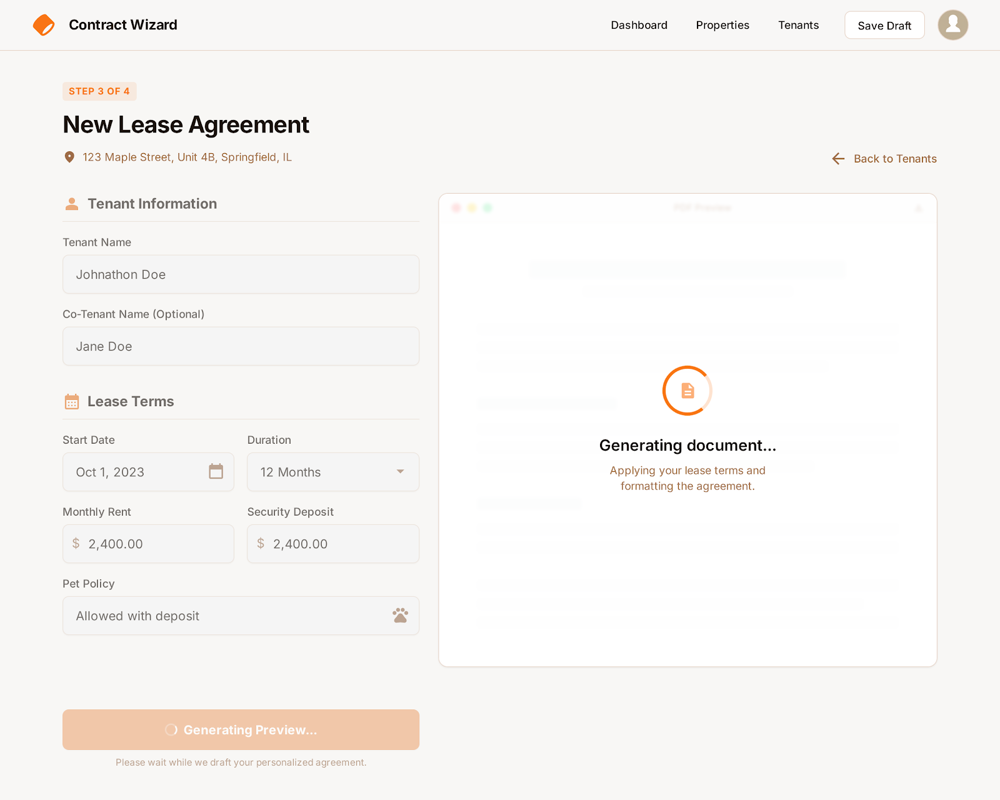 Contract Wizard
Dashboard
Properties
Tenants
Save Draft
STEP 3 OF 4
New Lease Agreement
123 Maple Street, Unit 4B, Springfield, IL
Back to Tenants
Tenant Information
Tenant Name
Johnathon Doe
Co-Tenant Name (Optional)
Jane Doe
Lease Terms
Start Date
Duration
Oct 1, 2023
12 Months
Monthly Rent
Security Deposit
$ 2,400.00
$ 2,400.00
Pet Policy
Allowed with deposit
Generating Preview...
Please wait while we draft your personalized agreement.
PDF Preview
Generating document...
Applying your lease terms and
formatting the agreement.